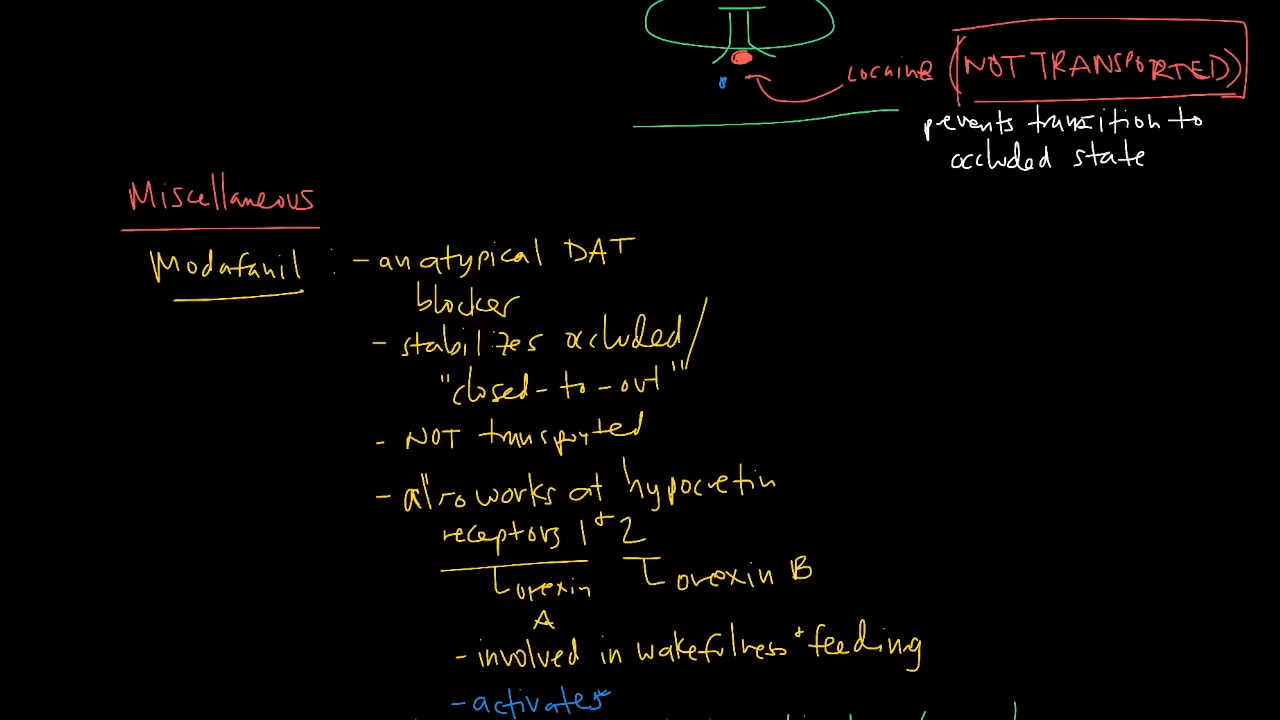 cocaine (NOT TRANSPORTED)
prevents transition to
occluded state
Miscellaneous
Modafanil : - an atypical DAT
blocker
- stabilizes occluded/
"closed-to-out"
- NOT transported
- also works at hypocretin
receptors 1 + 2
orexin A
orexin B
- involved in wakefulness + feeding
- activates